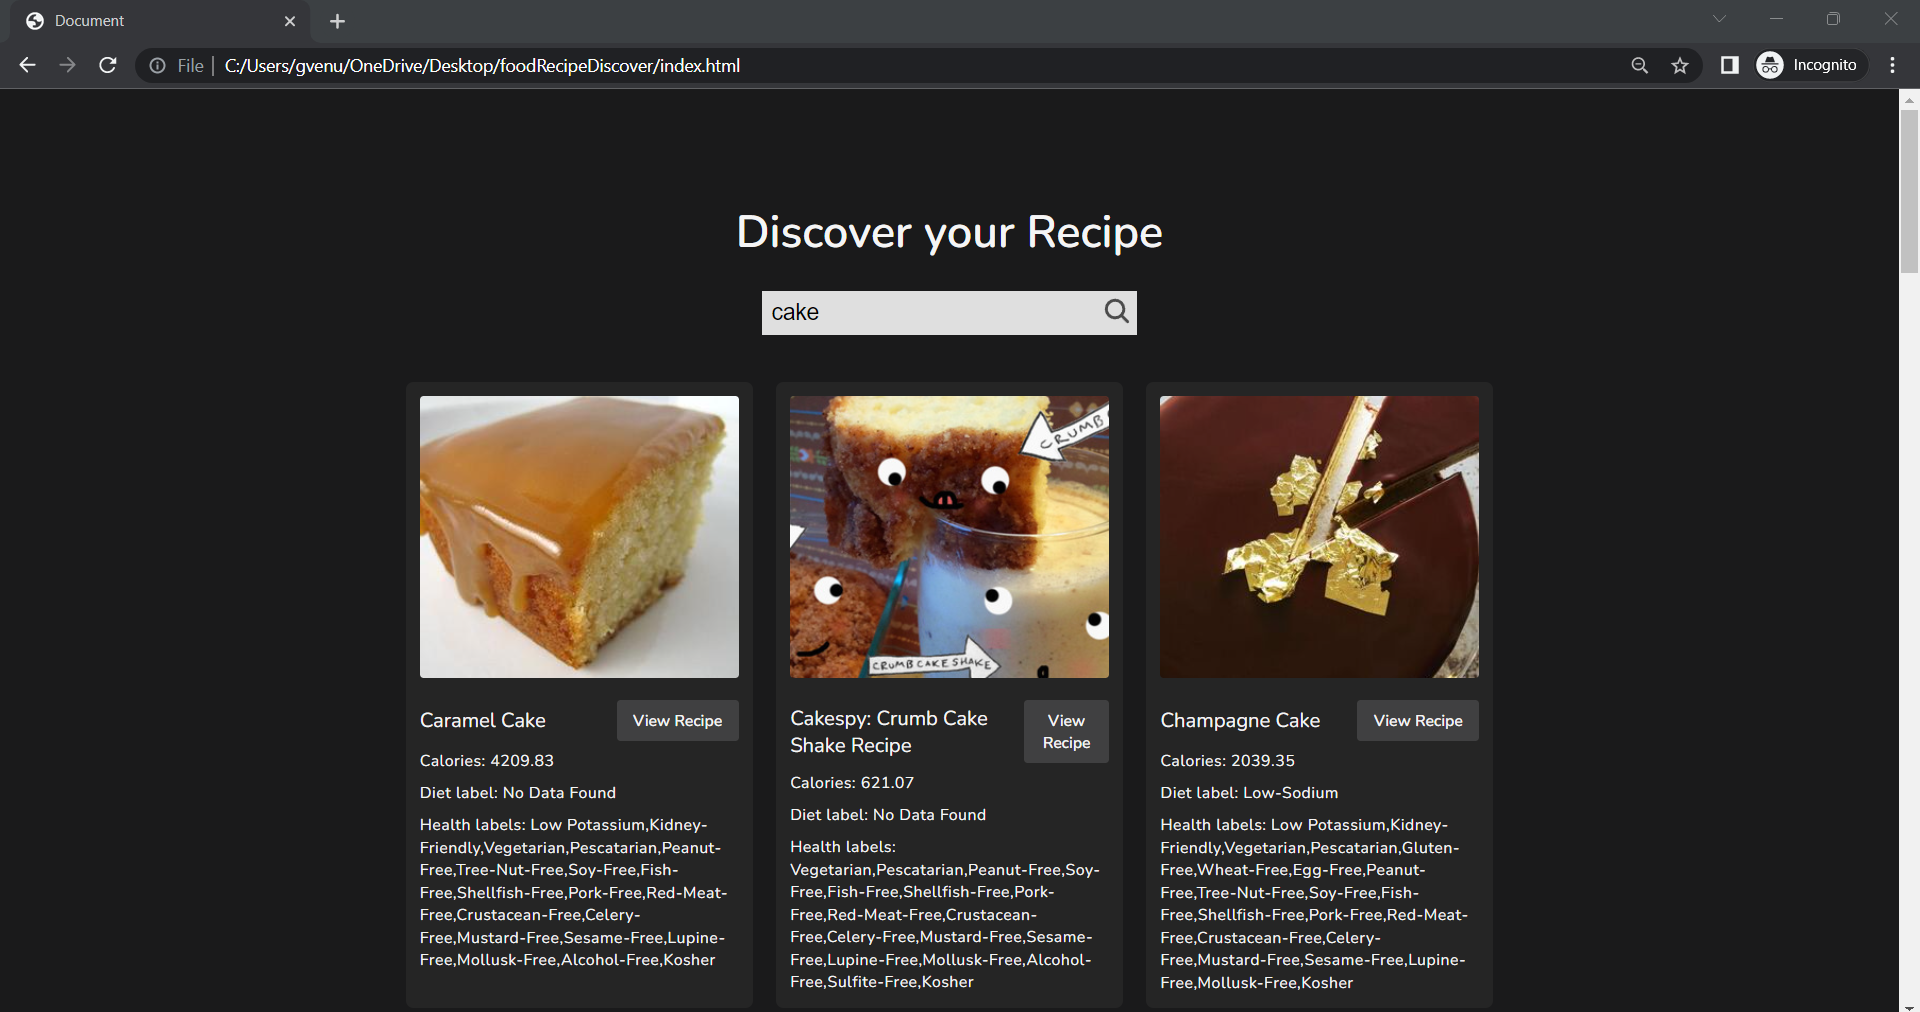 Document
File
C:/Users/gvenu/OneDrive/Desktop/foodRecipeDiscover/index.html
Incognito
Discover your Recipe
cake
CRUMB
CRUMB CAKE SHAKE
Caramel Cake
View Recipe
Calories: 4209.83
Diet label: No Data Found
Health labels: Low Potassium,Kidney-
Friendly,Vegetarian,Pescatarian,Peanut-
Free,Tree-Nut-Free,Soy-Free,Fish-
Free,Shellfish-Free,Pork-Free,Red-Meat-
Free,Crustacean-Free,Celery-
Free,Mustard-Free,Sesame-Free,Lupine-
Free,Mollusk-Free,Alcohol-Free,Kosher
Cakespy: Crumb Cake
Shake Recipe
View
Recipe
Calories: 621.07
Diet label: No Data Found
Health labels:
Vegetarian,Pescatarian,Peanut-Free,Soy-
Free,Fish-Free,Shellfish-Free,Pork-
Free,Red-Meat-Free,Crustacean-
Free,Celery-Free,Mustard-Free,Sesame-
Free,Lupine-Free,Mollusk-Free,Alcohol-
Free,Sulfite-Free,Kosher
Champagne Cake
View Recipe
Calories: 2039.35
Diet label: Low-Sodium
Health labels: Low Potassium,Kidney-
Friendly,Vegetarian,Pescatarian,Gluten-
Free,Wheat-Free,Egg-Free,Peanut-
Free,Tree-Nut-Free,Soy-Free,Fish-
Free,Shellfish-Free,Pork-Free,Red-Meat-
Free,Crustacean-Free,Celery-
Free,Mustard-Free,Sesame-Free,Lupine-
Free,Mollusk-Free,Kosher